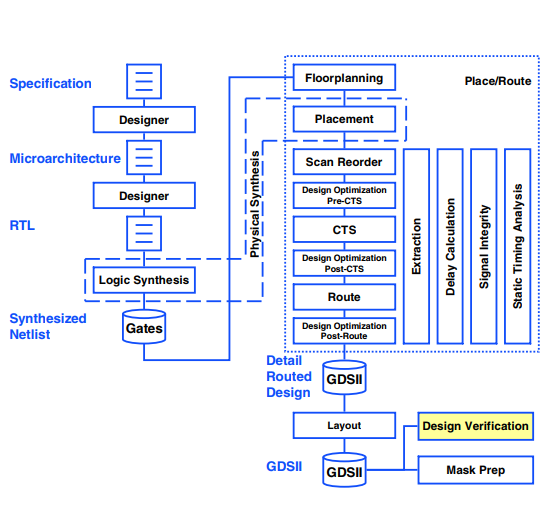 Specification
Designer
Microarchitecture
Designer
RTL
Logic Synthesis
Synthesized
Netlist
Gates
Physical Synthesis
Place/Route
Floorplanning
Placement
Scan Reorder
Design Optimization
Pre-CTS
CTS
Design Optimization
Post-CTS
Route
Design Optimization
Post-Route
Extraction
Delay Calculation
Signal Integrity
Static Timing Analysis
Detail
Routed
Design
GDSII
Layout
GDSII
GDSII
Design Verification
Mask Prep